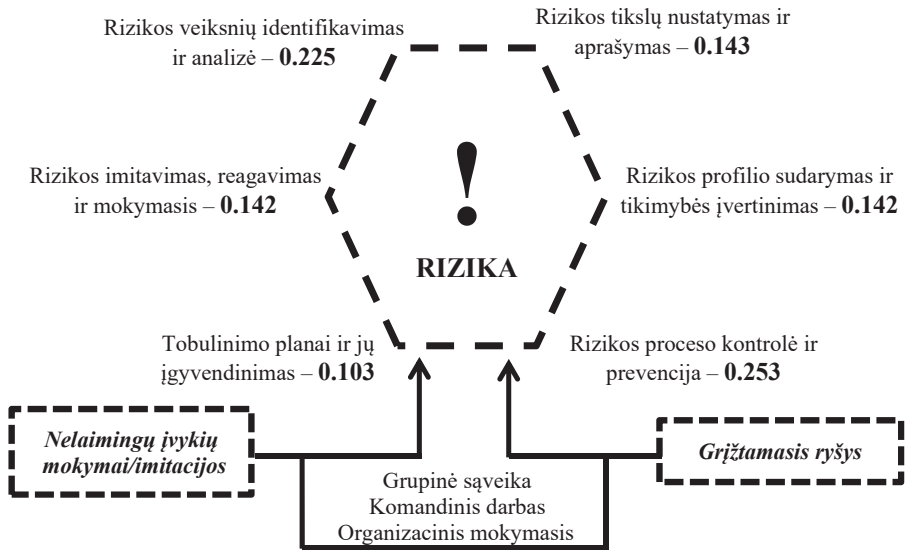 Rizikos veiksnių identifikavimas
ir analizė – 0.225
Rizikos tikslų nustatymas ir
aprašymas – 0.143
Rizikos imitavimas, reagavimas
ir mokymasis – 0.142
Rizikos profilio sudarymas ir
tikimybės įvertinimas – 0.142
!
RIZIKA
Tobulinimo planai ir jų
įgyvendinimas – 0.103
Rizikos proceso kontrolė ir
prevencija – 0.253
Nelaimingų įvykių
mokymai/imitacijos
Grįžtamasis ryšys
Grupinė sąveika
Komandinis darbas
Organizacinis mokymasis